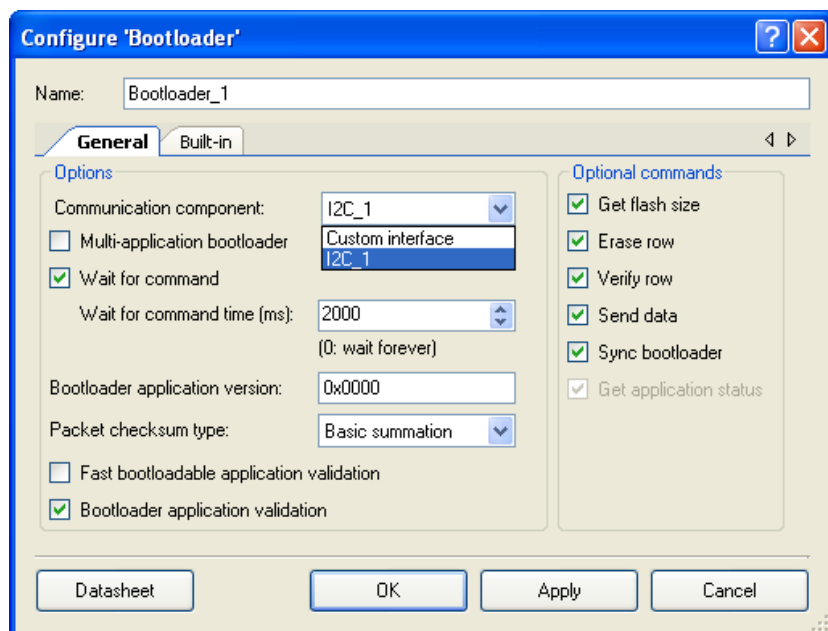 Configure 'Bootloader'
Name: Bootloader_1
General Built-in
Options
Communication component: I2C_1
Custom interface
I2C_1
Multi-application bootloader
Wait for command
Wait for command time (ms): 2000
(0: wait forever)
Bootloader application version: 0x0000
Packet checksum type: Basic summation
Fast bootloadable application validation
Bootloader application validation
Optional commands
Get flash size
Erase row
Verify row
Send data
Sync bootloader
Get application status
Datasheet OK Apply Cancel